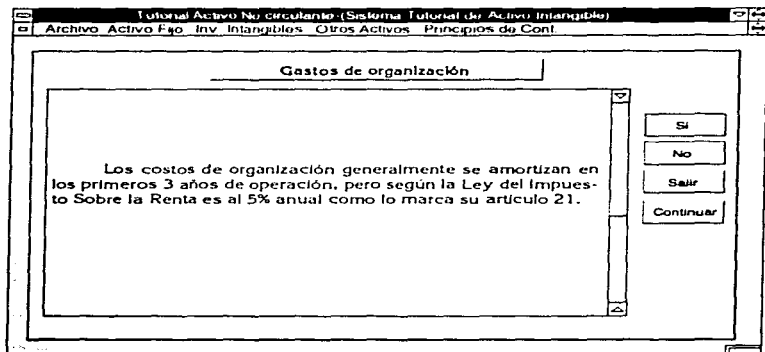 Tutorial Activo No circulante-(Sistema Tutorial de Activo Intangible)
Archivo Activo Fijo Inv. Intangibles Otros Activos Principios de Cont.
Gastos de organización
Los costos de organización generalmente se amortizan en
los primeros 3 años de operación, pero según la Ley del Impues-
to Sobre la Renta es al 5% anual como lo marca su artículo 21.
Si
No
Salir
Continuar